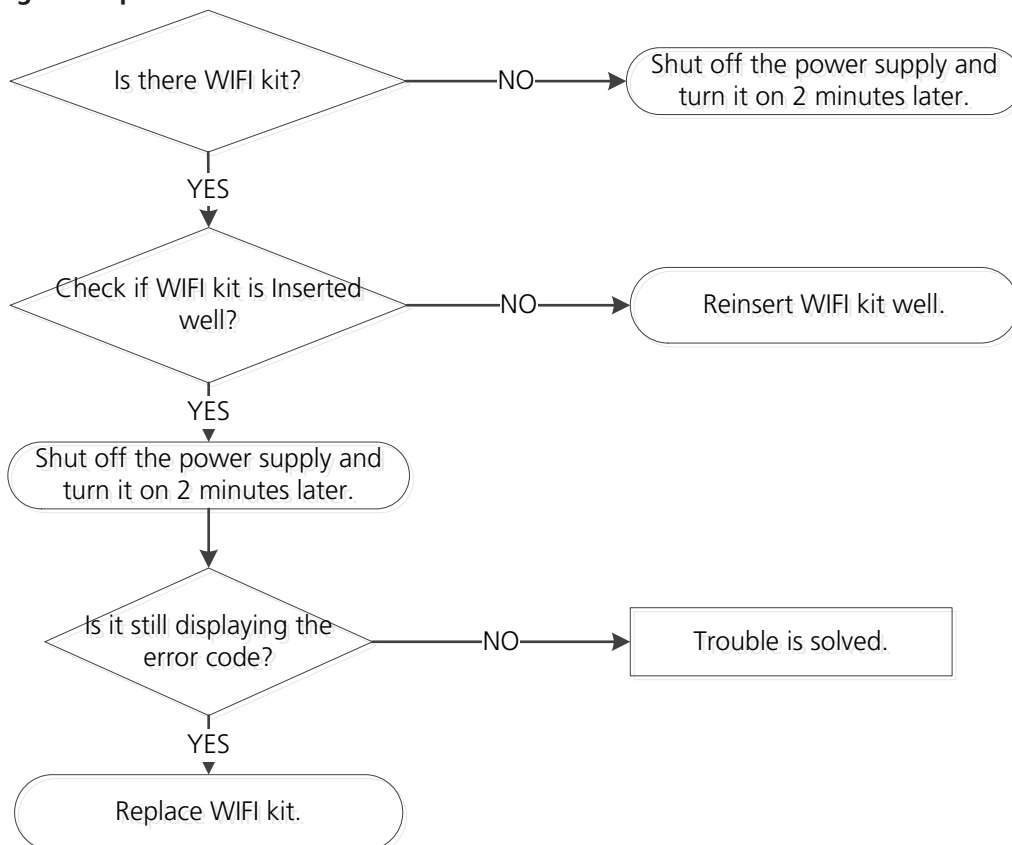 Is there WIFI kit?
NO
Shut off the power supply and
turn it on 2 minutes later.
YES
Check if WIFI kit is Inserted
well?
NO
Reinsert WIFI kit well.
YES
Shut off the power supply and
turn it on 2 minutes later.
Is it still displaying the
error code?
NO
Trouble is solved.
YES
Replace WIFI kit.